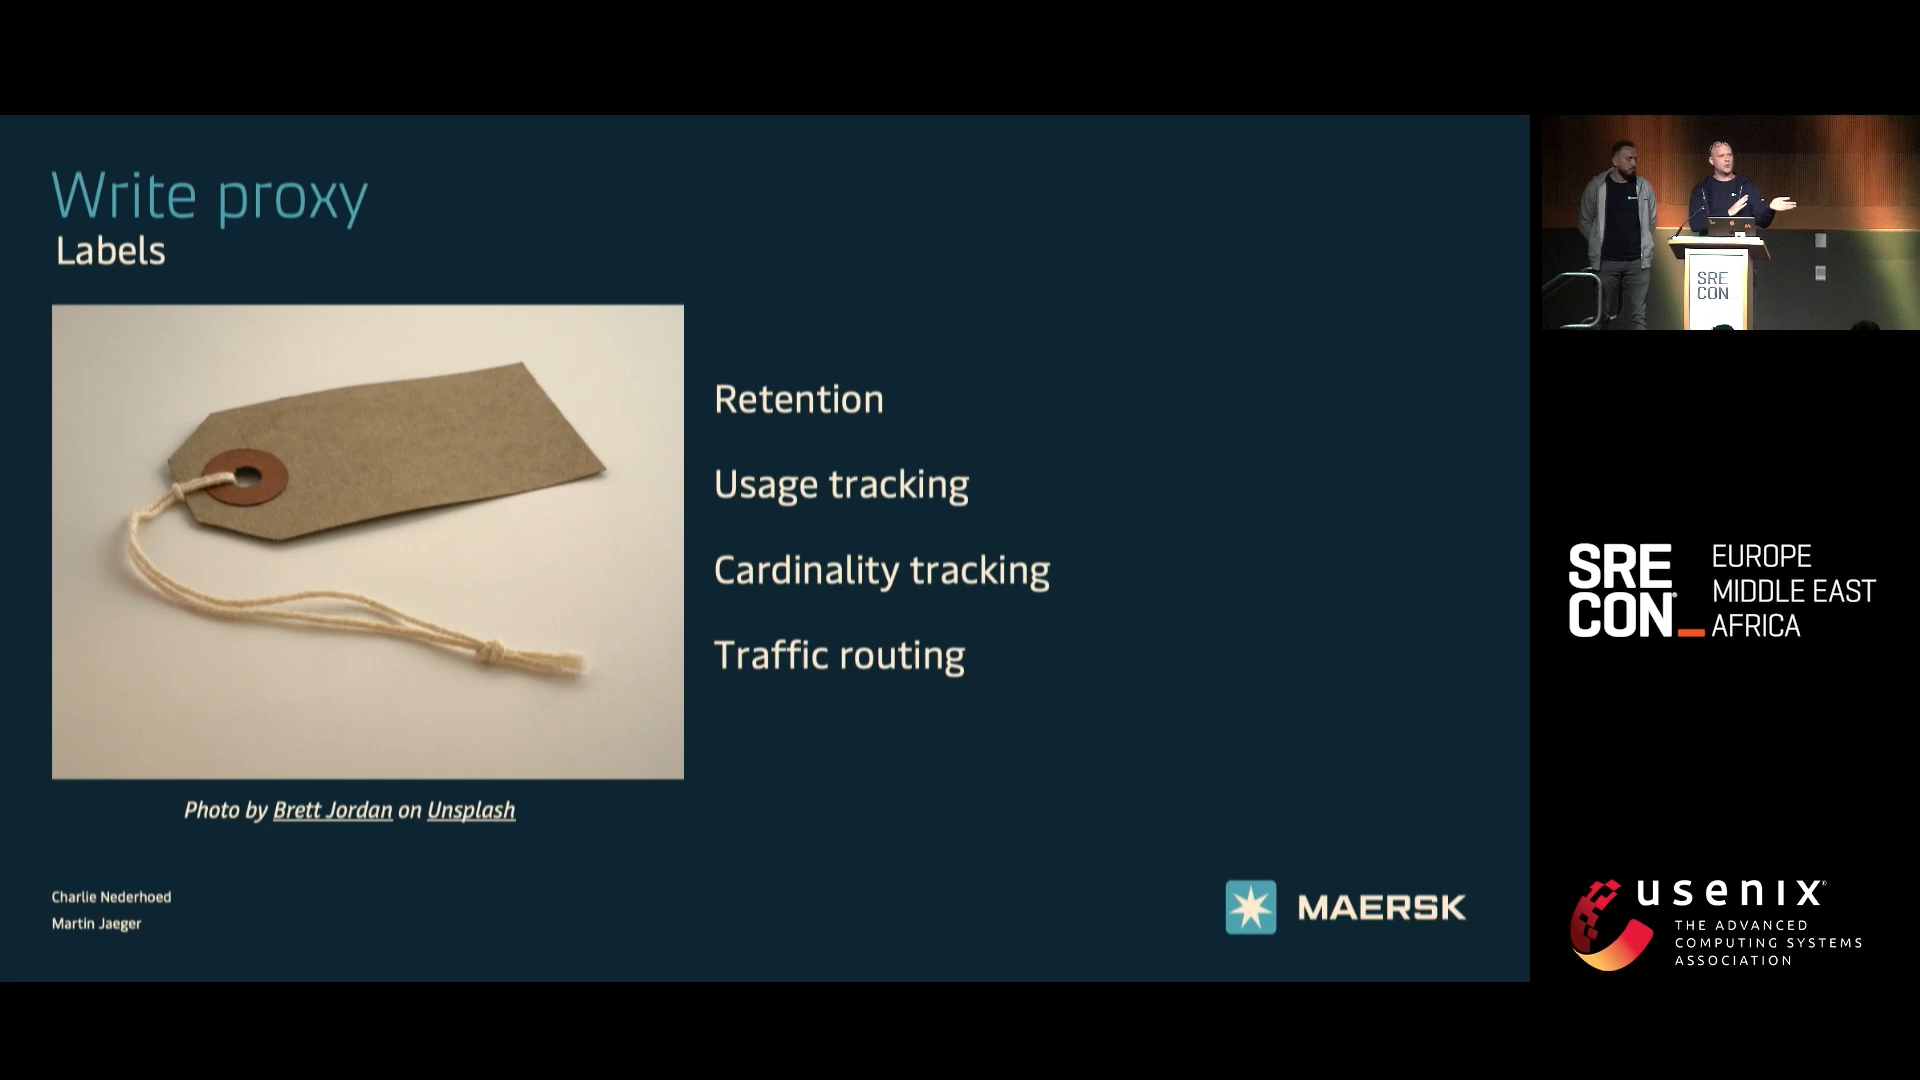 Write proxy
Labels
Retention
Usage tracking
Cardinality tracking
Traffic routing
Photo by Brett Jordan on Unsplash
Charlie Nederhoed
Martin Jaeger
MAERSK
SRE
CON
SRE
CON_
EUROPE
MIDDLE EAST
AFRICA
usenix
THE ADVANCED
COMPUTING SYSTEMS
ASSOCIATION